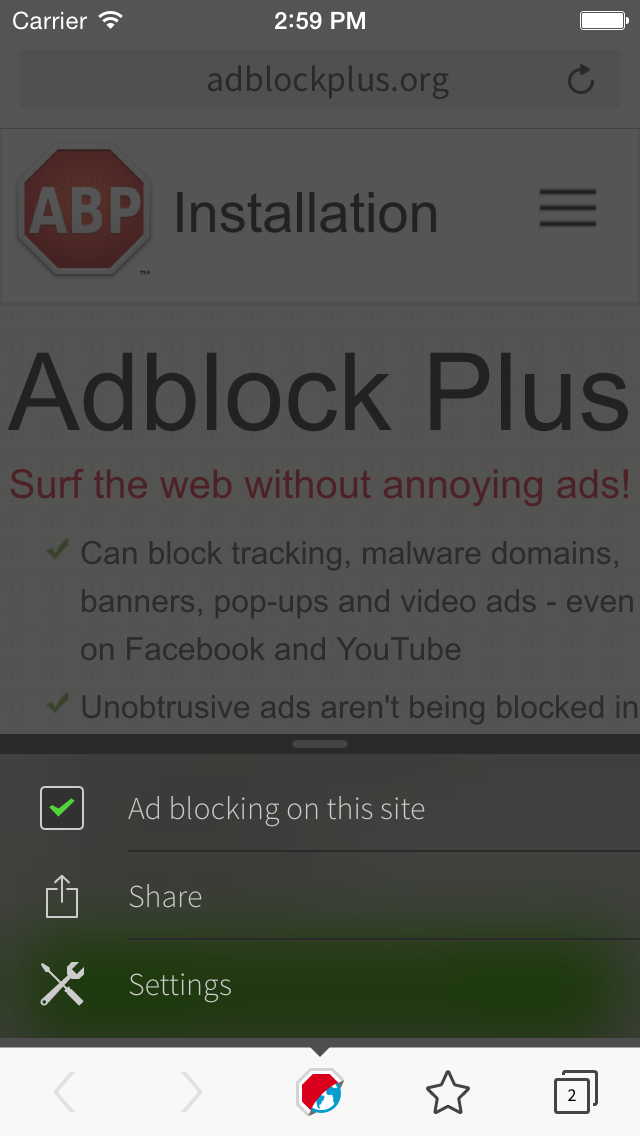 Carrier 2:59 PM
adblockplus.org
ABP Installation
™
Adblock Plus
Surf the web without annoying ads!
Can block tracking, malware domains,
banners, pop-ups and video ads - even
on Facebook and YouTube
Unobtrusive ads aren't being blocked in
Ad blocking on this site
Share
Settings
2